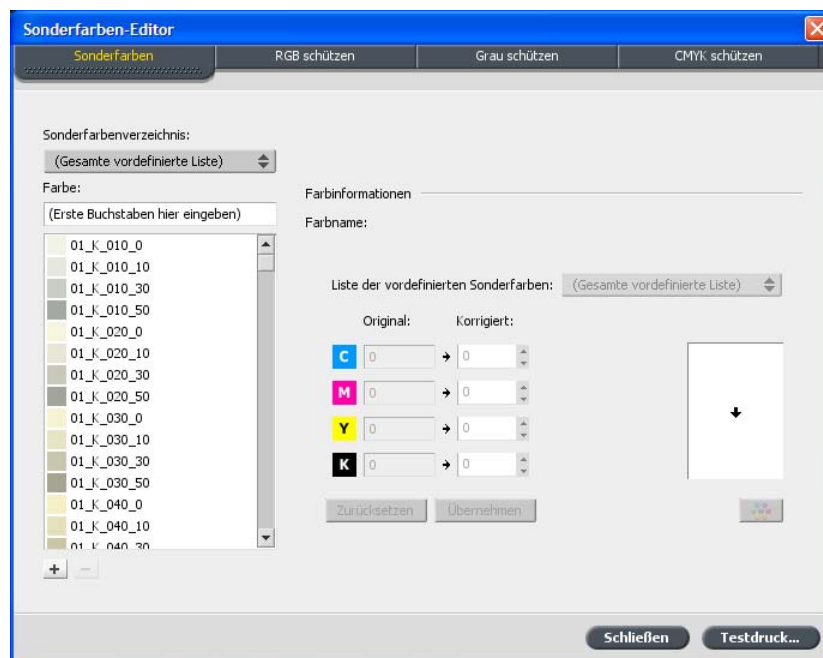 Sonderfarben-Editor
Sonderfarben RGB schützen Grau schützen CMYK schützen
Sonderfarbenverzeichnis:
(Gesamte vordefinierte Liste)
Farbe:
(Erste Buchstaben hier eingeben)
01_K_010_0
01_K_010_10
01_K_010_30
01_K_010_50
01_K_020_0
01_K_020_10
01_K_020_30
01_K_020_50
01_K_030_0
01_K_030_10
01_K_030_30
01_K_030_50
01_K_040_0
01_K_040_10
01_K_040_30
Farbinformationen
Farbname:
Liste der vordefinierten Sonderfarben: (Gesamte vordefinierte Liste)
Original: Korrigiert:
C 0 0
M 0 0
Y 0 0
K 0 0
Zurücksetzen Übernehmen
Schließen Testdruck...